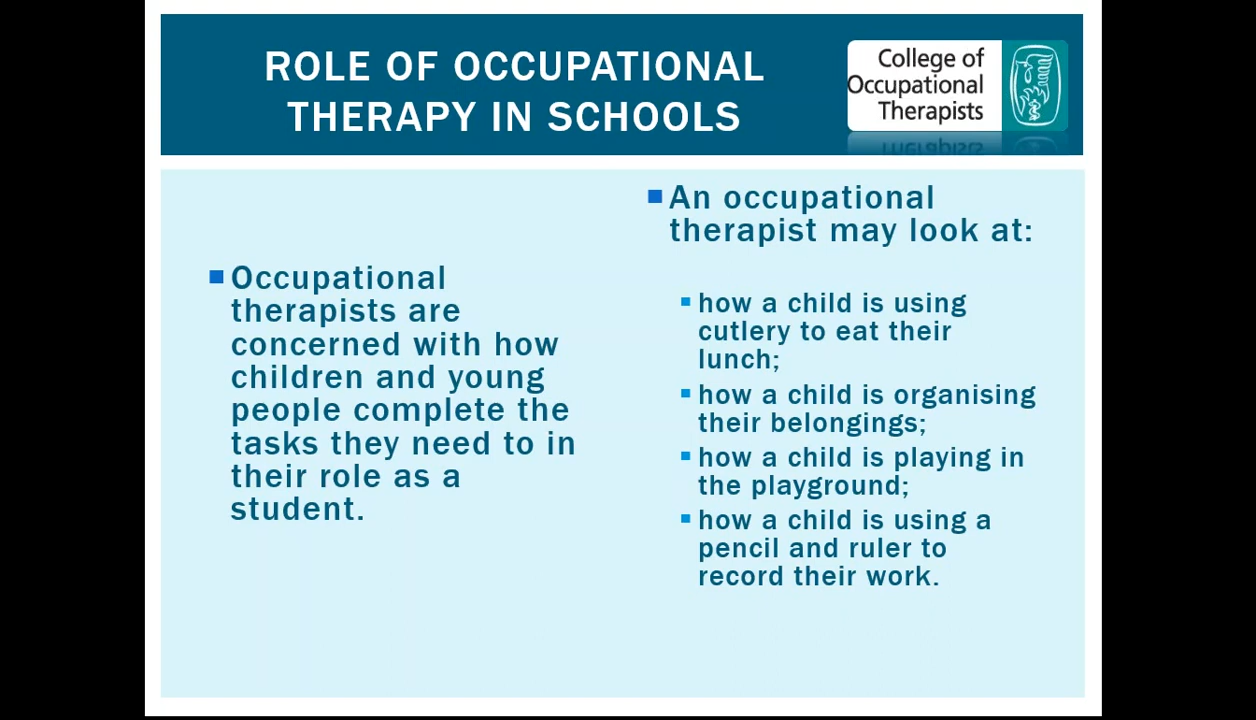 ROLE OF OCCUPATIONAL
THERAPY IN SCHOOLS
College of
Occupational
Therapists
Occupational
therapists are
concerned with how
children and young
people complete the
tasks they need to in
their role as a
student.
An occupational
therapist may look at:
how a child is using
cutlery to eat their
lunch;
how a child is organising
their belongings;
how a child is playing in
the playground;
how a child is using a
pencil and ruler to
record their work.